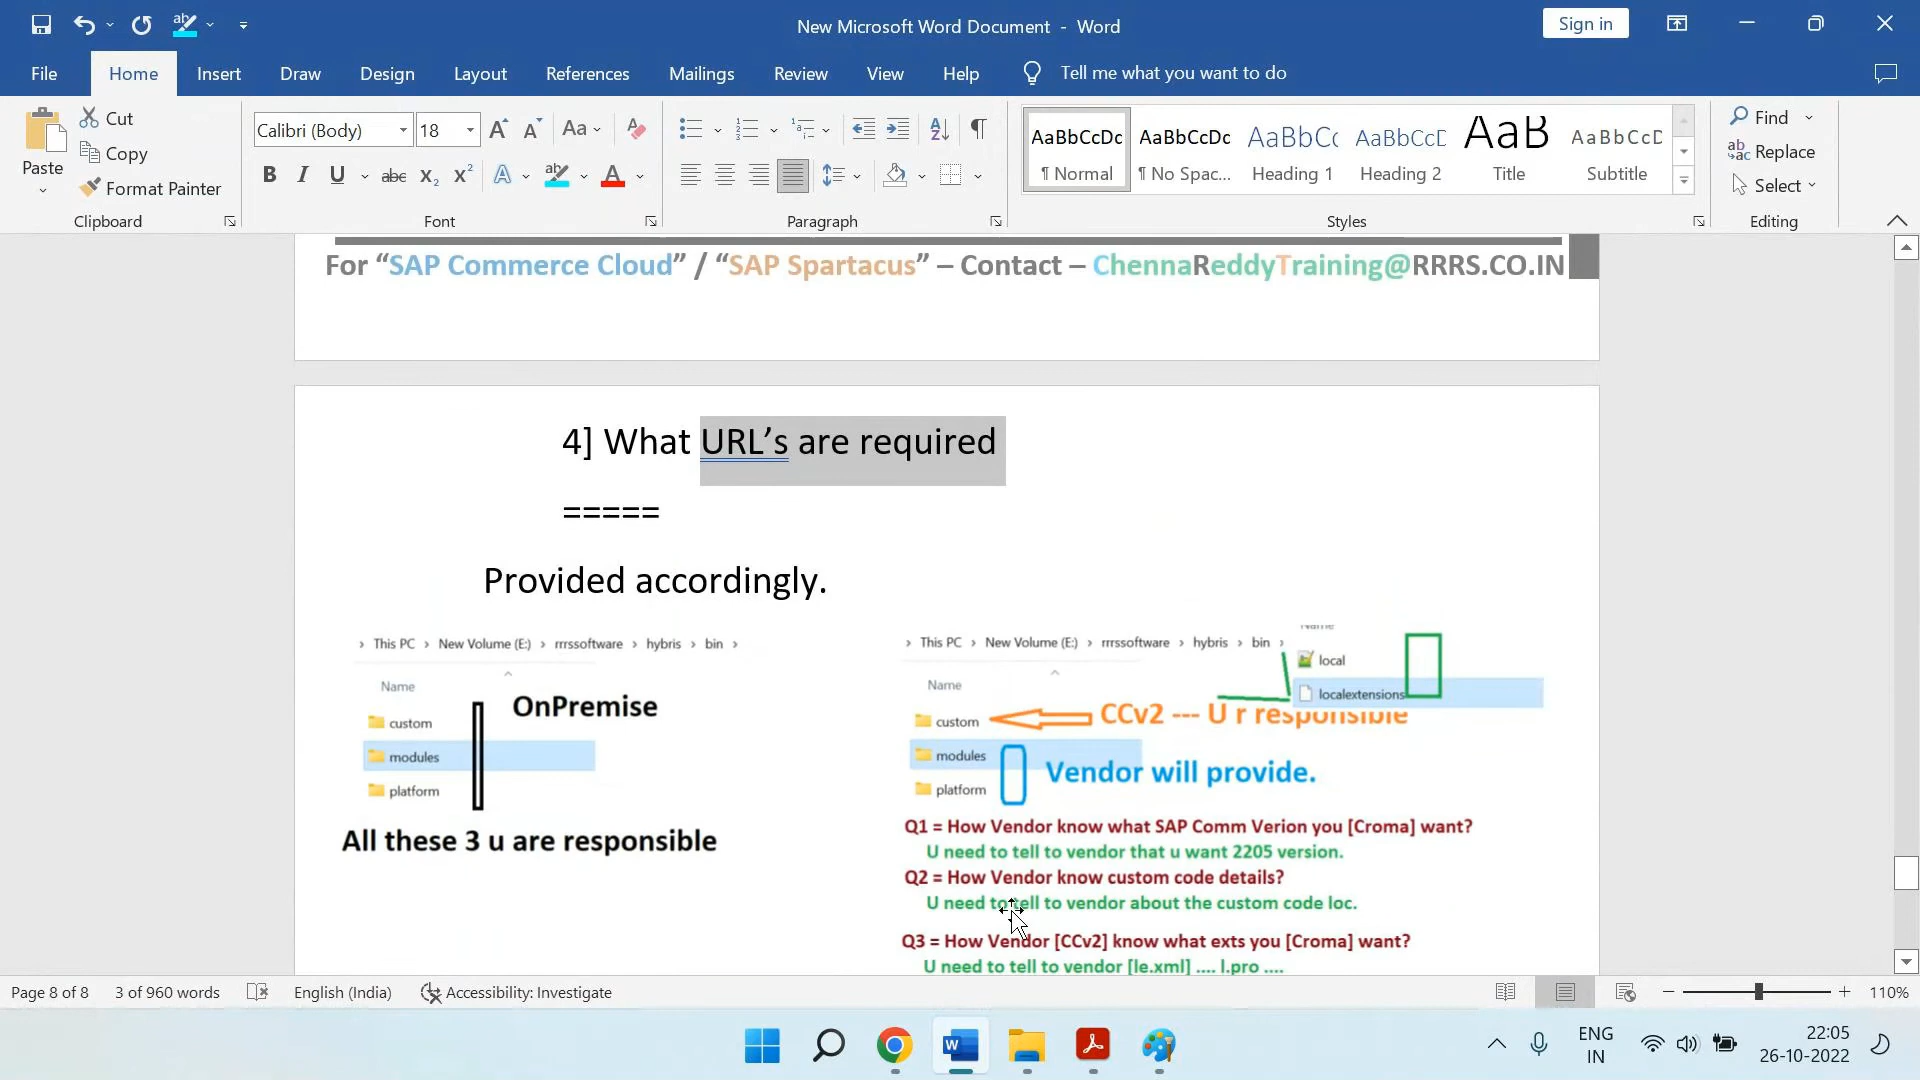 New Microsoft Word Document - Word
Sign in
File Home Insert Draw Design Layout References Mailings Review View Help Tell me what you want to do
Paste
Cut
Copy
Format Painter
Clipboard
Calibri (Body) 18
Font
Paragraph
AaBbCcDc AaBbCcDc AaBbCc AaBbCcD AaB AaBbCcD
¶ Normal ¶ No Spac... Heading 1 Heading 2 Title Subtitle
Styles
Find
Replace
Select
Editing
For “SAP Commerce Cloud” / “SAP Spartacus” – Contact – ChennaReddyTraining@RRRS.CO.IN
4] What URL’s are required
=====
Provided accordingly.
› This PC › New Volume (E:) › rrrssoftware › hybris › bin ›
Name
OnPremise
custom
modules
platform
All these 3 u are responsible
› This PC › New Volume (E:) › rrrssoftware › hybris › bin ›
Name
local
localextensions
Name
custom
CCv2 --- U r responsible
modules
Vendor will provide.
platform
Q1 = How Vendor know what SAP Comm Verion you [Croma] want?
U need to tell to vendor that u want 2205 version.
Q2 = How Vendor know custom code details?
U need to tell to vendor about the custom code loc.
Q3 = How Vendor [CCv2] know what exts you [Croma] want?
U need to tell to vendor [le.xml] .... l.pro ....
Page 8 of 8 3 of 960 words English (India) Accessibility: Investigate 110%
ENG
IN
22:05
26-10-2022